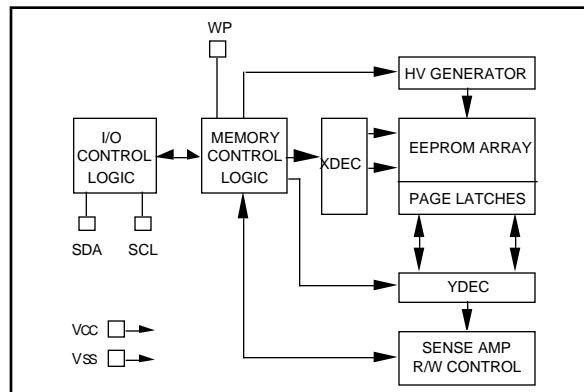 WP
HV GENERATOR
I/O
CONTROL
LOGIC
MEMORY
CONTROL
LOGIC
XDEC
EEPROM ARRAY
PAGE LATCHES
SDA
SCL
YDEC
VCC
VSS
SENSE AMP
R/W CONTROL